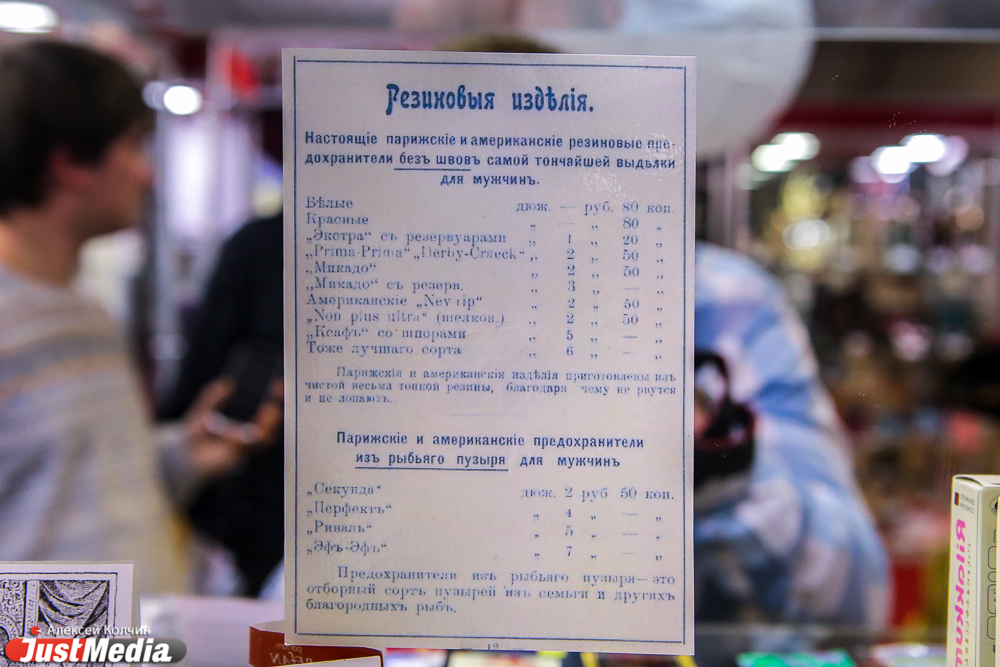 Резиновыя издѣлія.
Настоящіе парижскіе и американскіе резиновые пре-
дохранители безъ швовъ самой тончайшей выдѣлки
для мужчинъ.
Бѣлые дюж. — руб. 80 коп.
Красные „ — „ 80 „
„Экстра“ съ резервуарами „ 1 „ 20 „
„Prima-Prima“ „Derby-Craeck“ „ 2 „ 50 „
„Микадо“ „ 2 „ 50 „
„Микадо“ съ резерв. „ 3 „ — „
Американскіе „ 2 „ 50 „
„Non plus ultra“ (шелков.) „ 2 „ 50 „
„Ксафъ“ со шпорами „ 5 „ — „
Тоже лучшаго сорта „ 6 „ — „
Парижскія и американскія издѣлія приготовлены изъ
чистой весьма тонкой резины, благодаря чему не рвутся
и не лопаютъ.
Парижскіе и американскіе предохранители
изъ рыбьяго пузыря для мужчинъ
„Секунда“ дюж. 2 руб 50 коп.
„Перфектъ“ „ 4 „ — „
„Риваль“ „ 5 „ — „
„Эфъ-Эфъ“ „ 7 „ — „
Предохранители изъ рыбьяго пузыря—это
отборный сортъ пузырей изъ семьги и другихъ
благородныхъ рыбъ.
12
Алексей Колчин
JustMedia